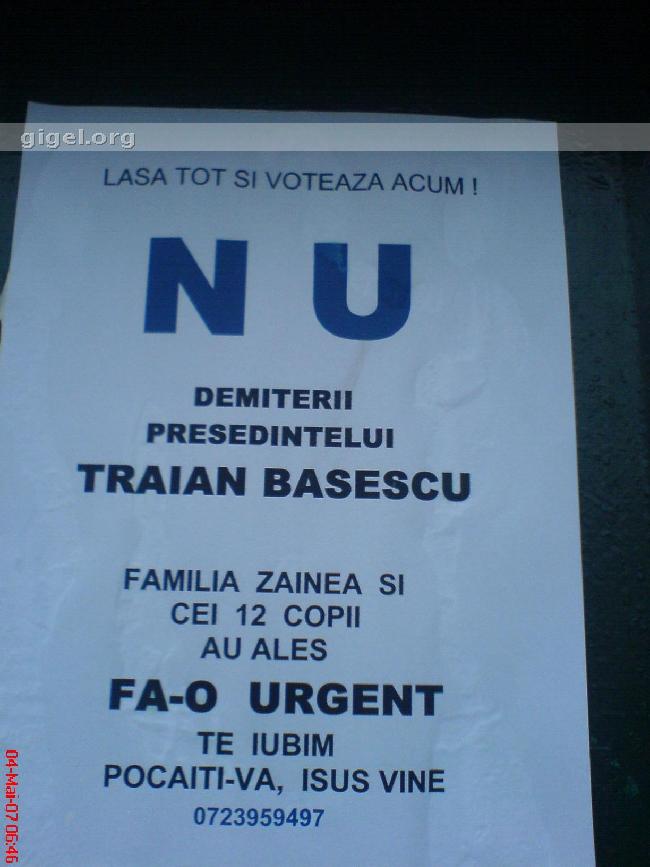 gigel.org
LASA TOT SI VOTEAZA ACUM !
N U
DEMITERII
PRESEDINTELUI
TRAIAN BASESCU
FAMILIA ZAINEA SI
CEI 12 COPII
AU ALES
FA-O URGENT
TE IUBIM
POCAITI-VA, ISUS VINE
0723959497
04-Mai-07 06:46